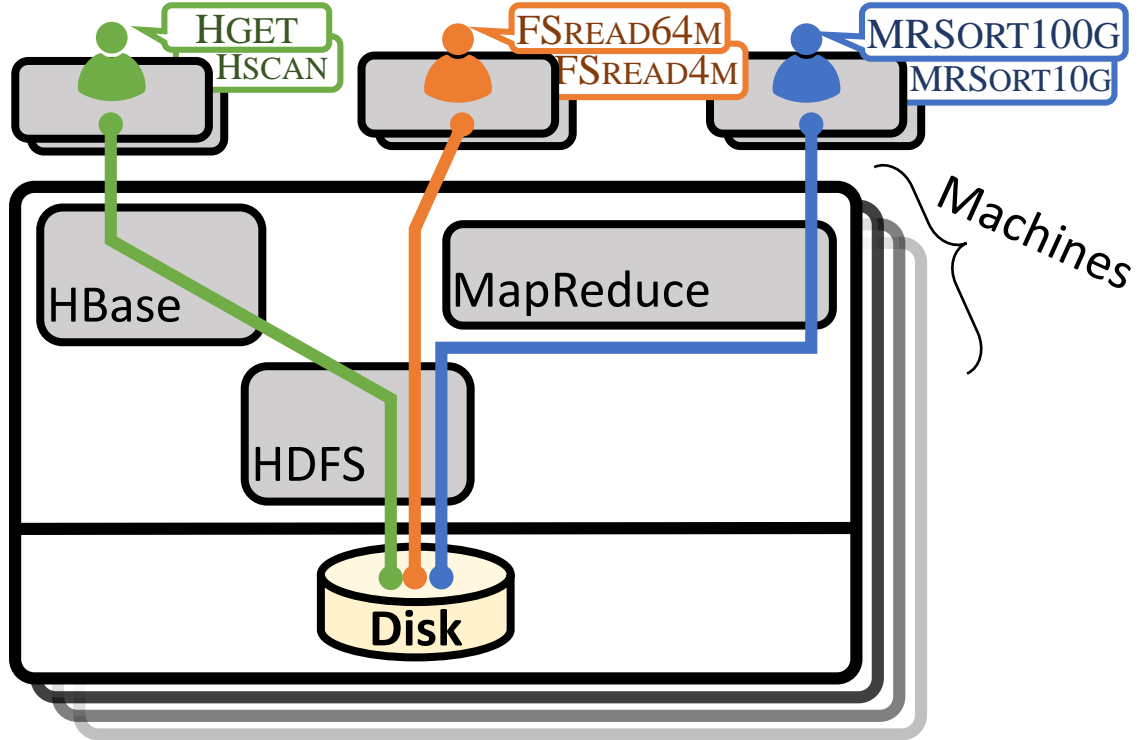 HGET
HSCAN
FSREAD64M
FSREAD4M
MRSORT100G
MRSORT10G
Machines
HBase
MapReduce
HDFS
Disk